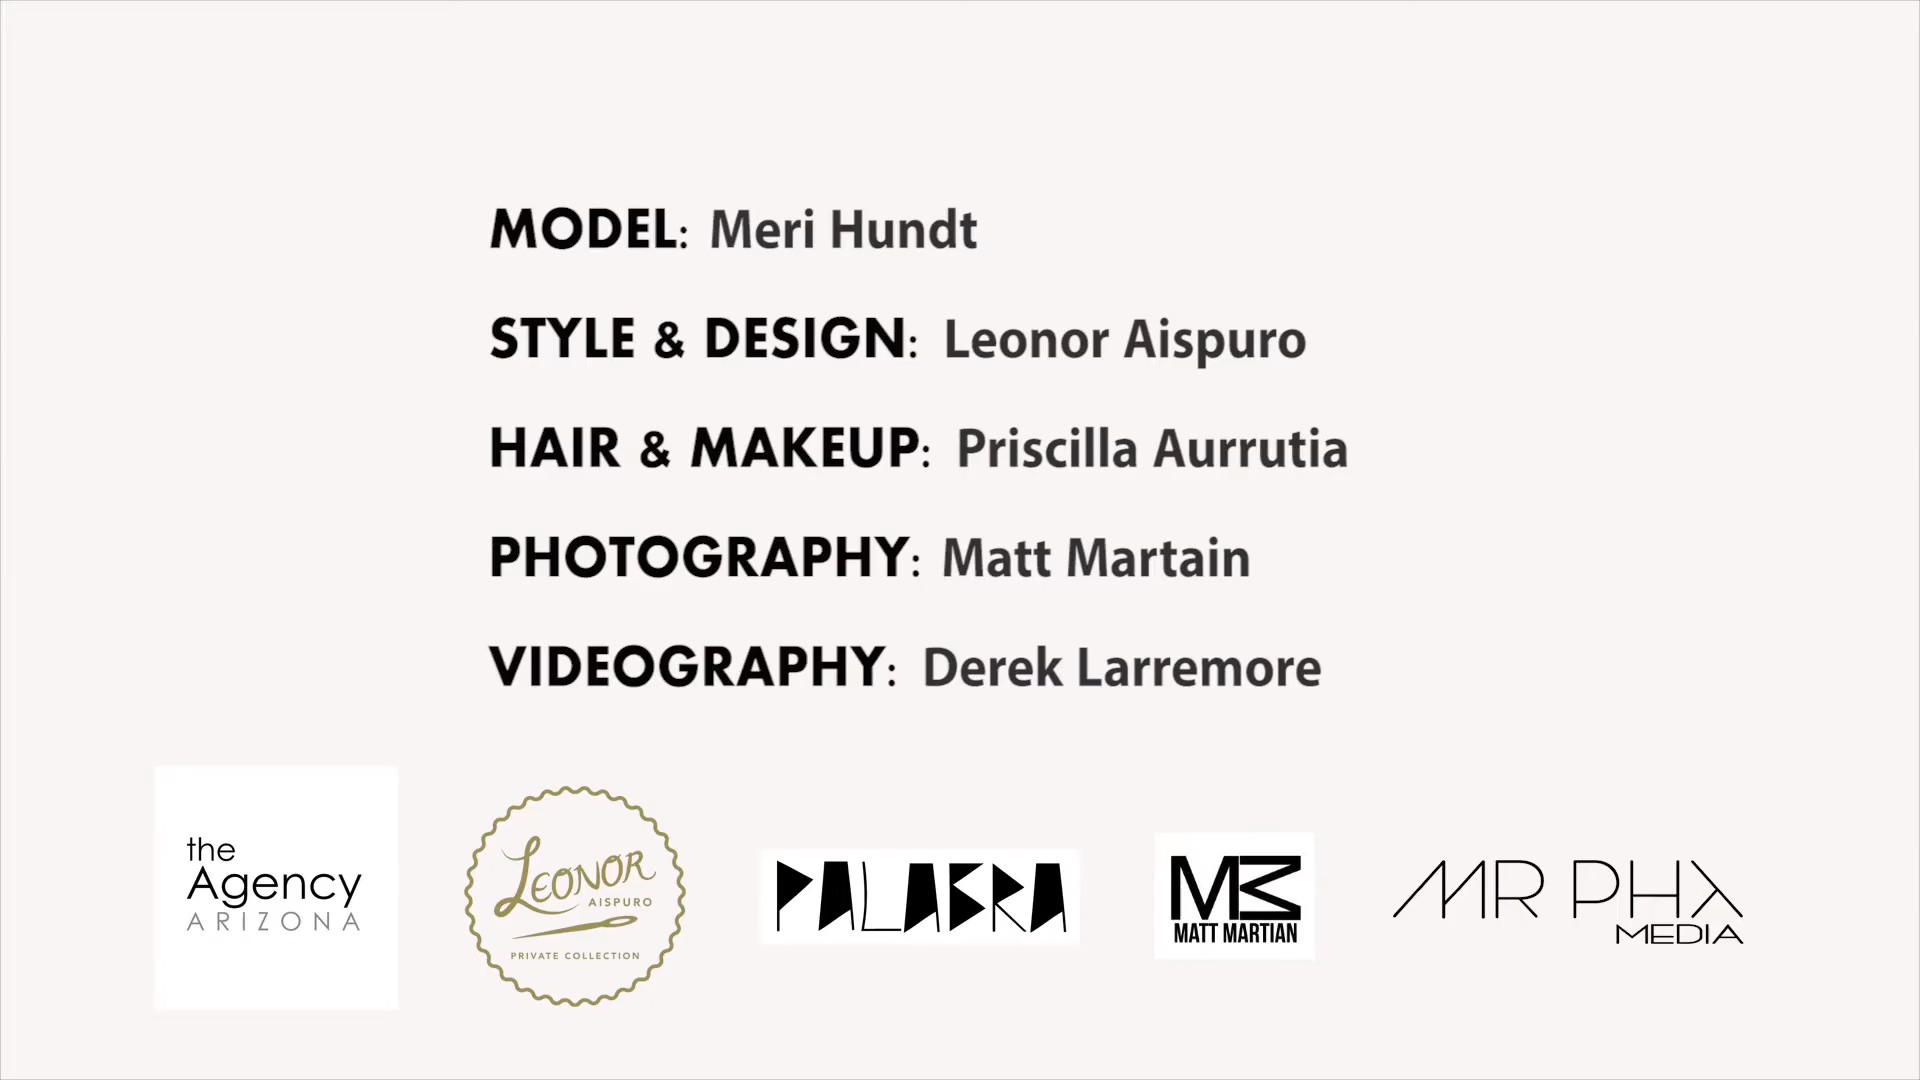 MODEL: Meri Hundt
STYLE & DESIGN: Leonor Aispuro
HAIR & MAKEUP: Priscilla Aurrutia
PHOTOGRAPHY: Matt Martain
VIDEOGRAPHY: Derek Larremore
the
Agency
ARIZONA
LEONOR
AISPURO
PRIVATE COLLECTION
PALABRA
MM
MATT MARTIAN
MR PHX
MEDIA